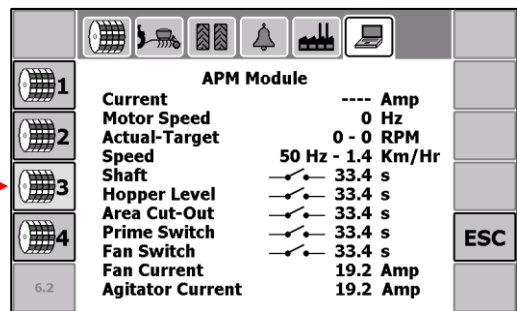 APM Module
1
Current ---- Amp
Motor Speed 0 Hz
2
Actual-Target 0 - 0 RPM
Speed 50 Hz - 1.4 Km/Hr
3
Shaft 33.4 s
Hopper Level 33.4 s
Area Cut-Out 33.4 s
4
Prime Switch 33.4 s
ESC
Fan Switch 33.4 s
Fan Current 19.2 Amp
6.2
Agitator Current 19.2 Amp